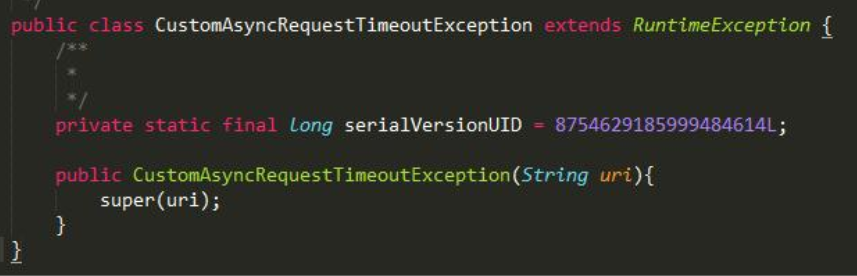 */
public class CustomAsyncRequestTimeoutException extends RuntimeException {
    /**
     *
     */
    private static final long serialVersionUID = 8754629185999484614L;

    public CustomAsyncRequestTimeoutException(String uri){
        super(uri);
    }
}